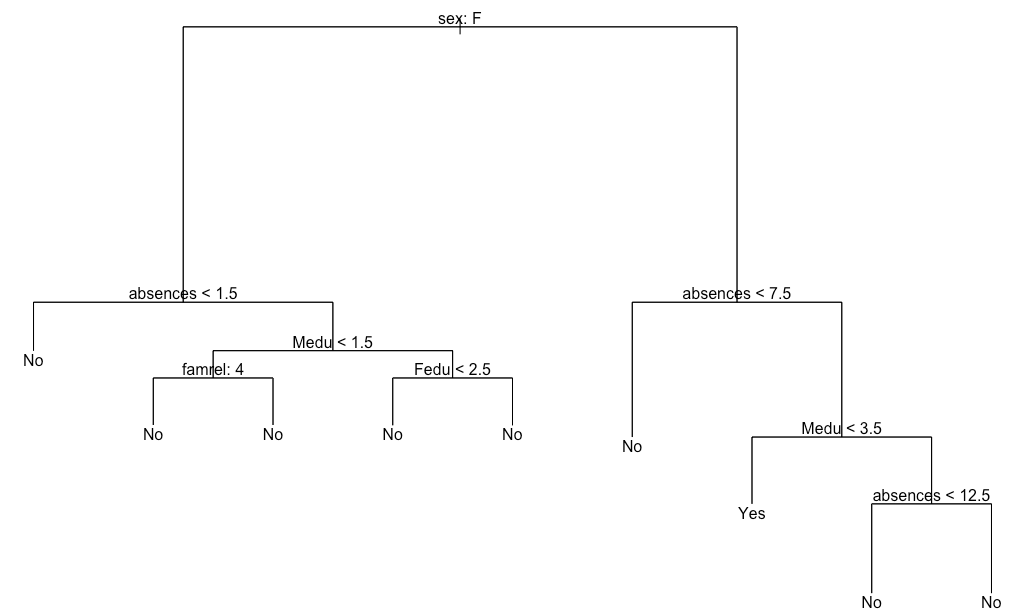 sex: F
absences < 1.5
absences < 7.5
Medu < 1.5
No
famrel: 4
Fedu < 2.5
No
No
No
No
No
Medu < 3.5
Yes
absences < 12.5
No
No